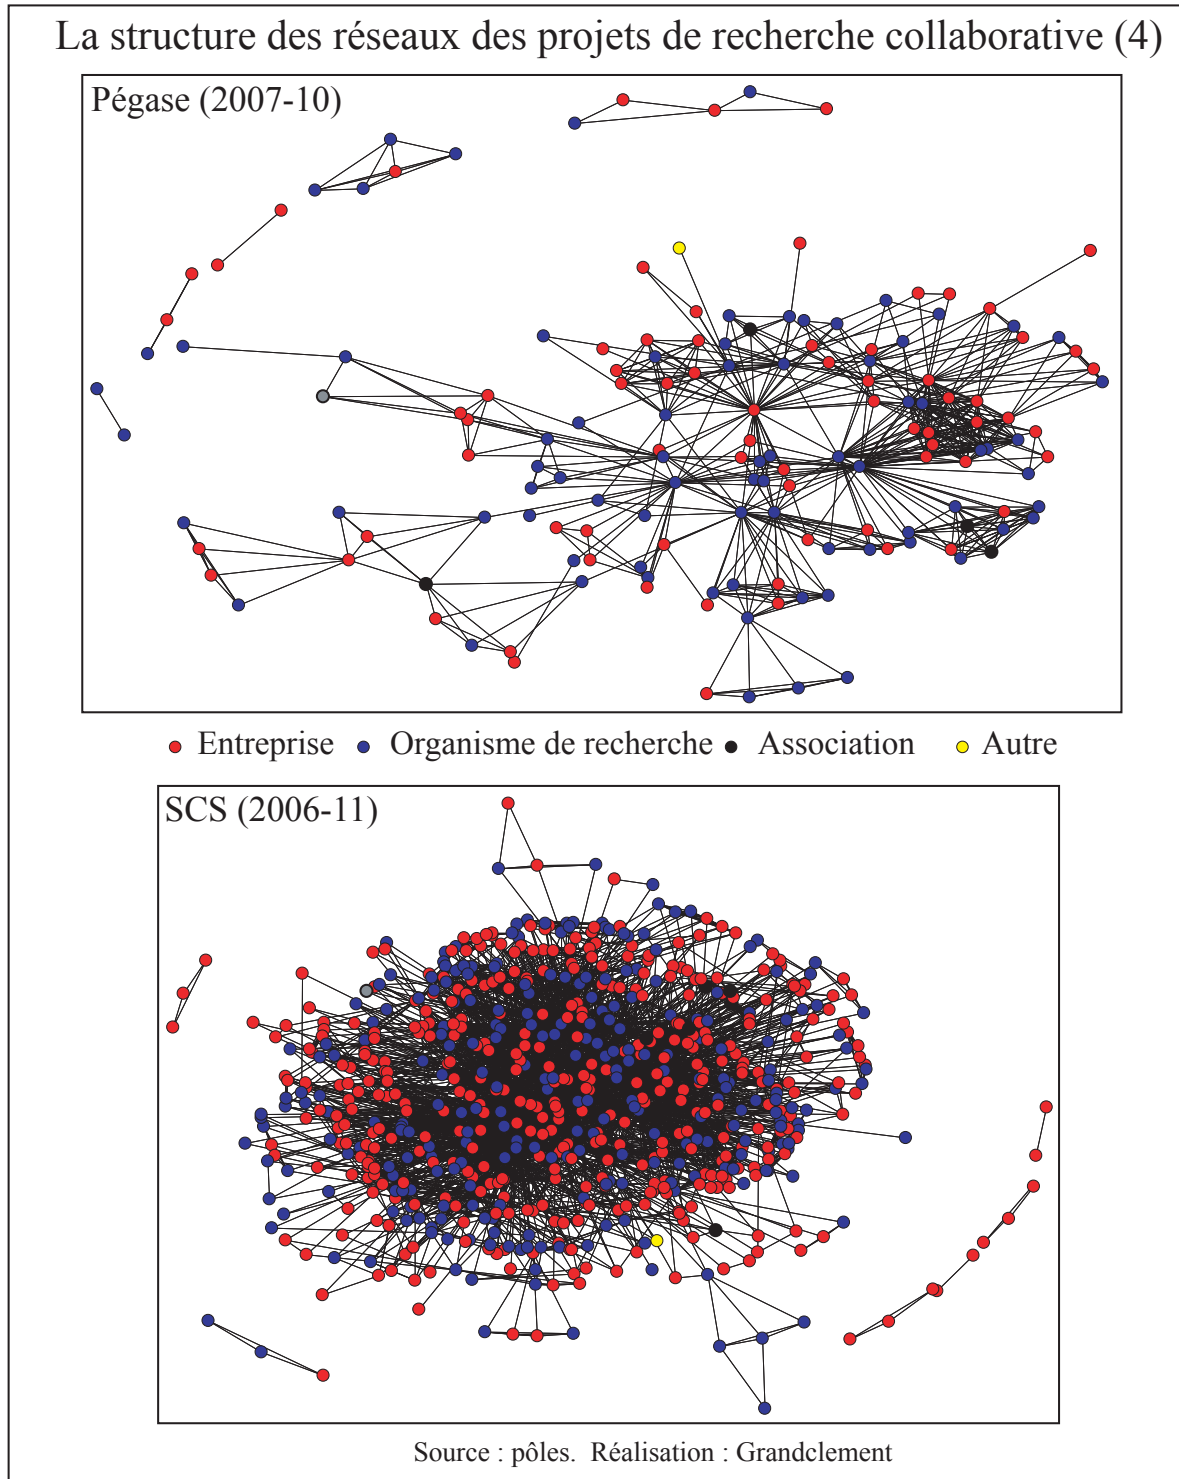 La structure des réseaux des projets de recherche collaborative (4)
Pégase (2007-10)
Entreprise Organisme de recherche Association Autre
SCS (2006-11)
Source : pôles. Réalisation : Grandclement